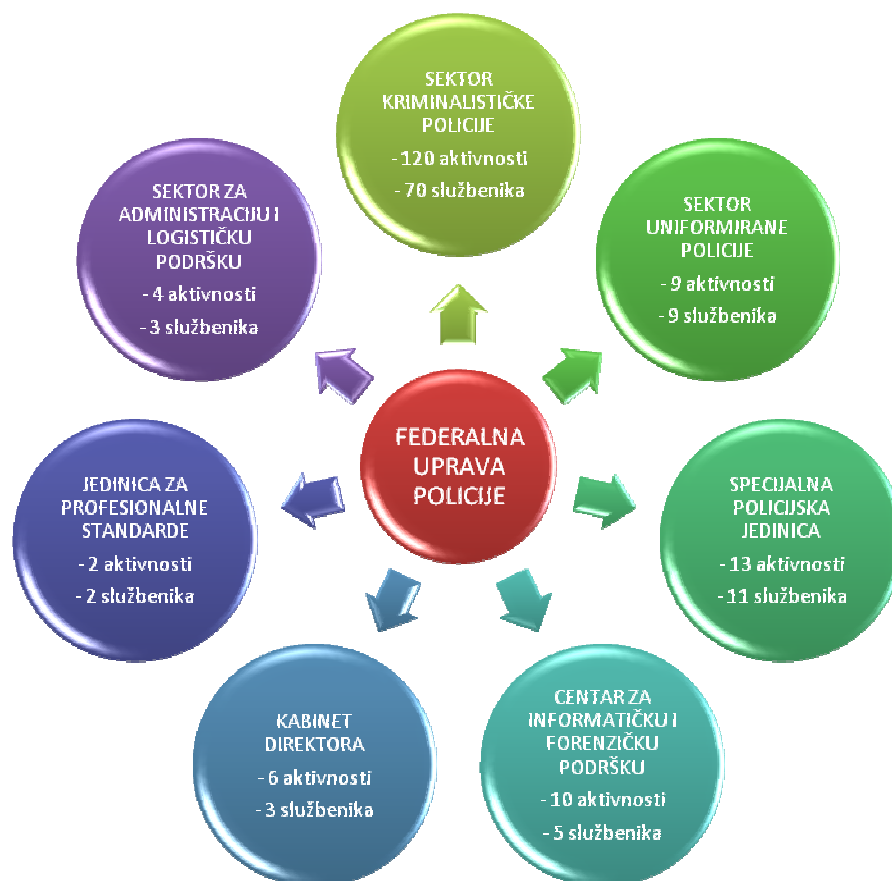 SEKTOR
KRIMINALISTIČKE
POLICIJE
- 120 aktivnosti
- 70 službenika
SEKTOR
UNIFORMIRANE
POLICIJE
- 9 aktivnosti
- 9 službenika
SPECIJALNA
POLICIJSKA
JEDINICA
- 13 aktivnosti
- 11 službenika
CENTAR ZA
INFORMATIČKU I
FORENZIČKU
PODRŠKU
- 10 aktivnosti
- 5 službenika
KABINET
DIREKTORA
- 6 aktivnosti
- 3 službenika
JEDINICA ZA
PROFESIONALNE
STANDARDE
- 2 aktivnosti
- 2 službenika
SEKTOR ZA
ADMINISTRACIJU I
LOGISTIČKU
PODRŠKU
- 4 aktivnosti
- 3 službenika
FEDERALNA
UPRAVA
POLICIJE